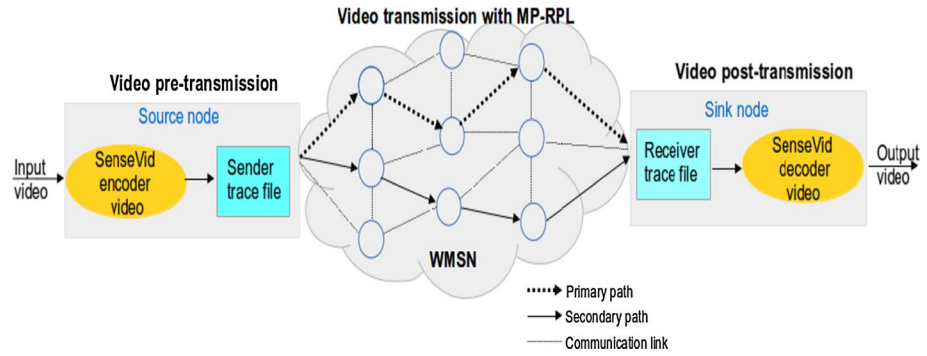 Video transmission with MP-RPL
Video pre-transmission
Video post-transmission
Source node
Sink node
Input
video
SenseVid
encoder
video
Sender
trace file
Receiver
trace file
SenseVid
decoder
video
Output
video
WMSN
Primary path
Secondary path
Communication link